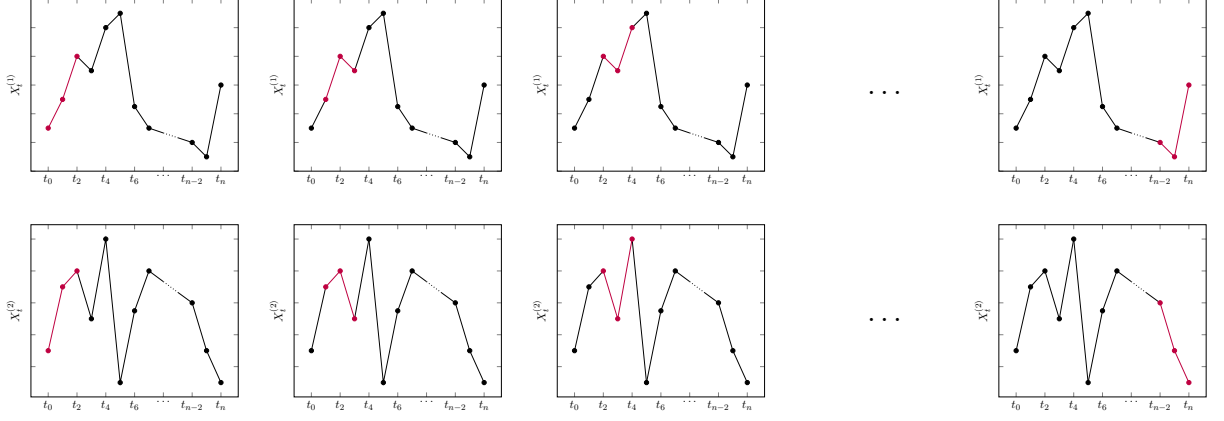 $X_t^{(1)}$ $X_t^{(1)}$ $X_t^{(1)}$ $X_t^{(1)}$
$t_0$ $t_2$ $t_4$ $t_6$ ⋯ $t_{n-2}$ $t_n$ $t_0$ $t_2$ $t_4$ $t_6$ ⋯ $t_{n-2}$ $t_n$ $t_0$ $t_2$ $t_4$ $t_6$ ⋯ $t_{n-2}$ $t_n$ ⋯ $t_0$ $t_2$ $t_4$ $t_6$ ⋯ $t_{n-2}$ $t_n$
$X_t^{(2)}$ $X_t^{(2)}$ $X_t^{(2)}$ $X_t^{(2)}$
$t_0$ $t_2$ $t_4$ $t_6$ ⋯ $t_{n-2}$ $t_n$ $t_0$ $t_2$ $t_4$ $t_6$ ⋯ $t_{n-2}$ $t_n$ $t_0$ $t_2$ $t_4$ $t_6$ ⋯ $t_{n-2}$ $t_n$ ⋯ $t_0$ $t_2$ $t_4$ $t_6$ ⋯ $t_{n-2}$ $t_n$